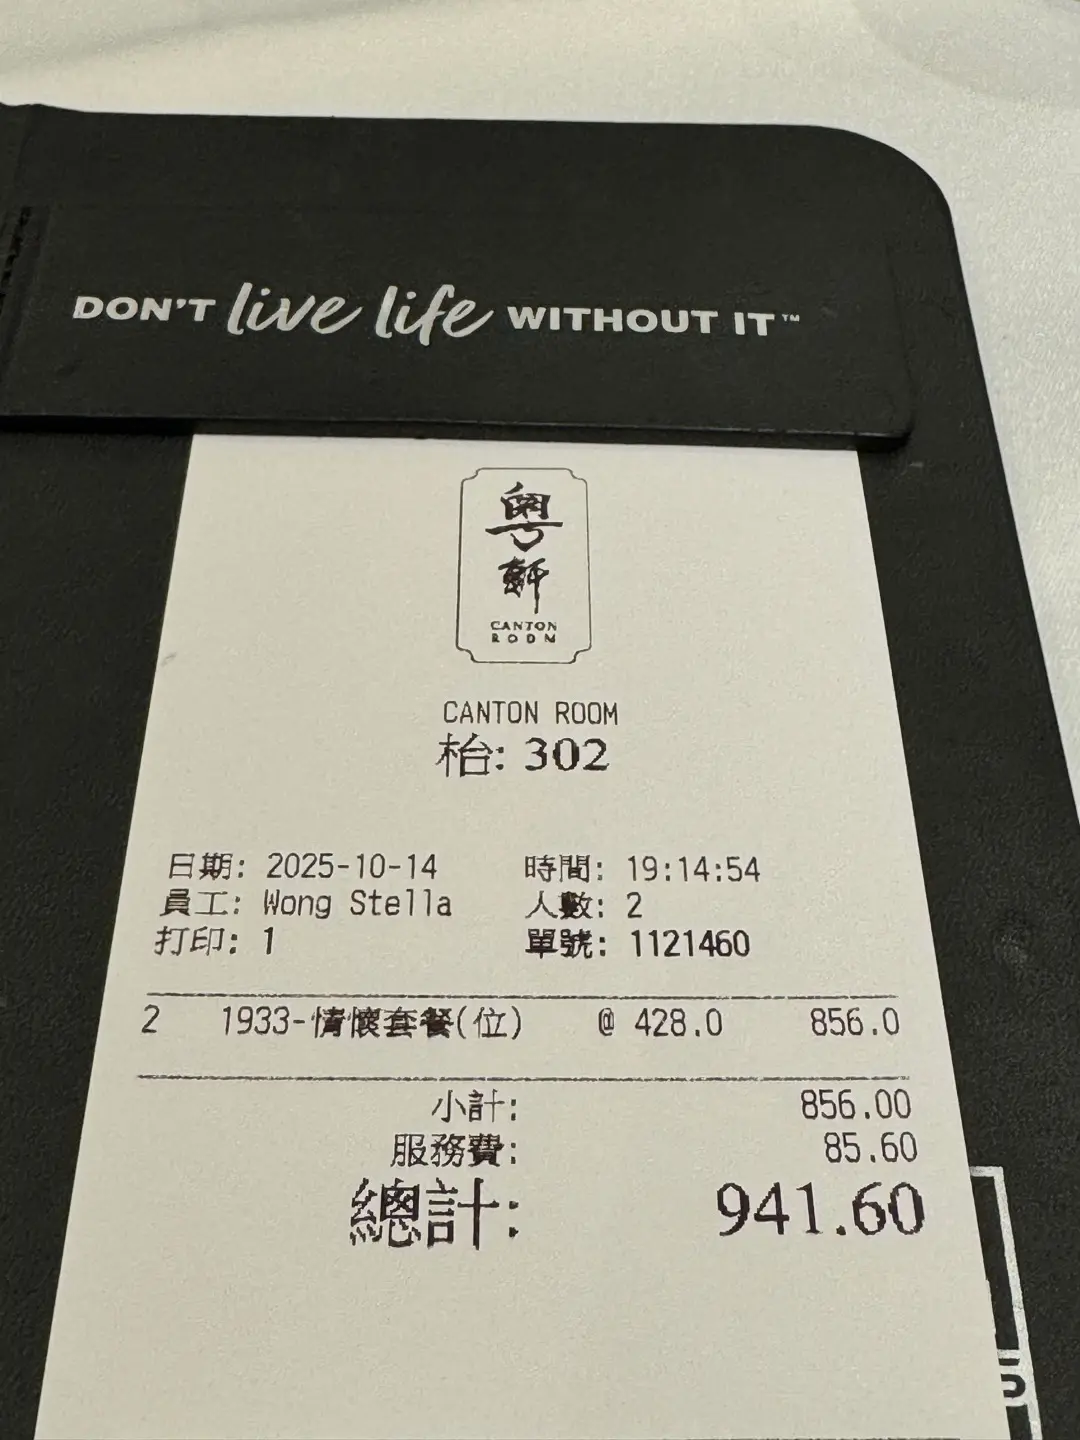 DON'T live life WITHOUT IT™
粵
軒
CANTON
ROOM
CANTON ROOM
枱: 302
日期: 2025-10-14 時間: 19:14:54
員工: Wong Stella 人數: 2
打印: 1 單號: 1121460
2 1933-情懷套餐(位) @ 428.0 856.0
小計: 856.00
服務費: 85.60
總計: 941.60
S